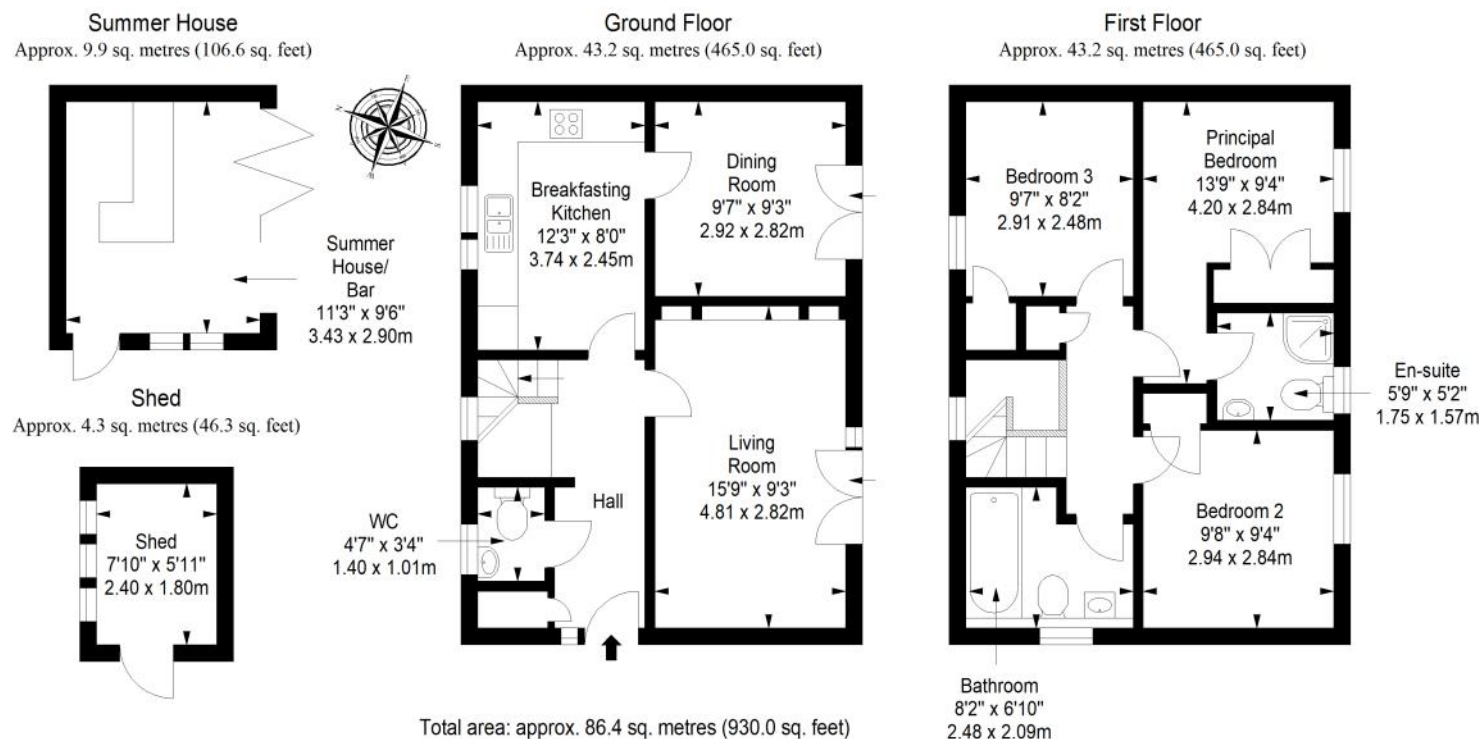 Summer House
Approx. 9.9 sq. metres (106.6 sq. feet)
Summer
House/
Bar
11'3" x 9'6"
3.43 x 2.90m
Shed
Approx. 4.3 sq. metres (46.3 sq. feet)
Shed
7'10" x 5'11"
2.40 x 1.80m
Ground Floor
Approx. 43.2 sq. metres (465.0 sq. feet)
Breakfasting
Kitchen
12'3" x 8'0"
3.74 x 2.45m
Dining
Room
9'7" x 9'3"
2.92 x 2.82m
Living
Room
15'9" x 9'3"
4.81 x 2.82m
Hall
WC
4'7" x 3'4"
1.40 x 1.01m
First Floor
Approx. 43.2 sq. metres (465.0 sq. feet)
Bedroom 3
9'7" x 8'2"
2.91 x 2.48m
Principal
Bedroom
13'9" x 9'4"
4.20 x 2.84m
En-suite
5'9" x 5'2"
1.75 x 1.57m
Bedroom 2
9'8" x 9'4"
2.94 x 2.84m
Bathroom
8'2" x 6'10"
2.48 x 2.09m
Total area: approx. 86.4 sq. metres (930.0 sq. feet)